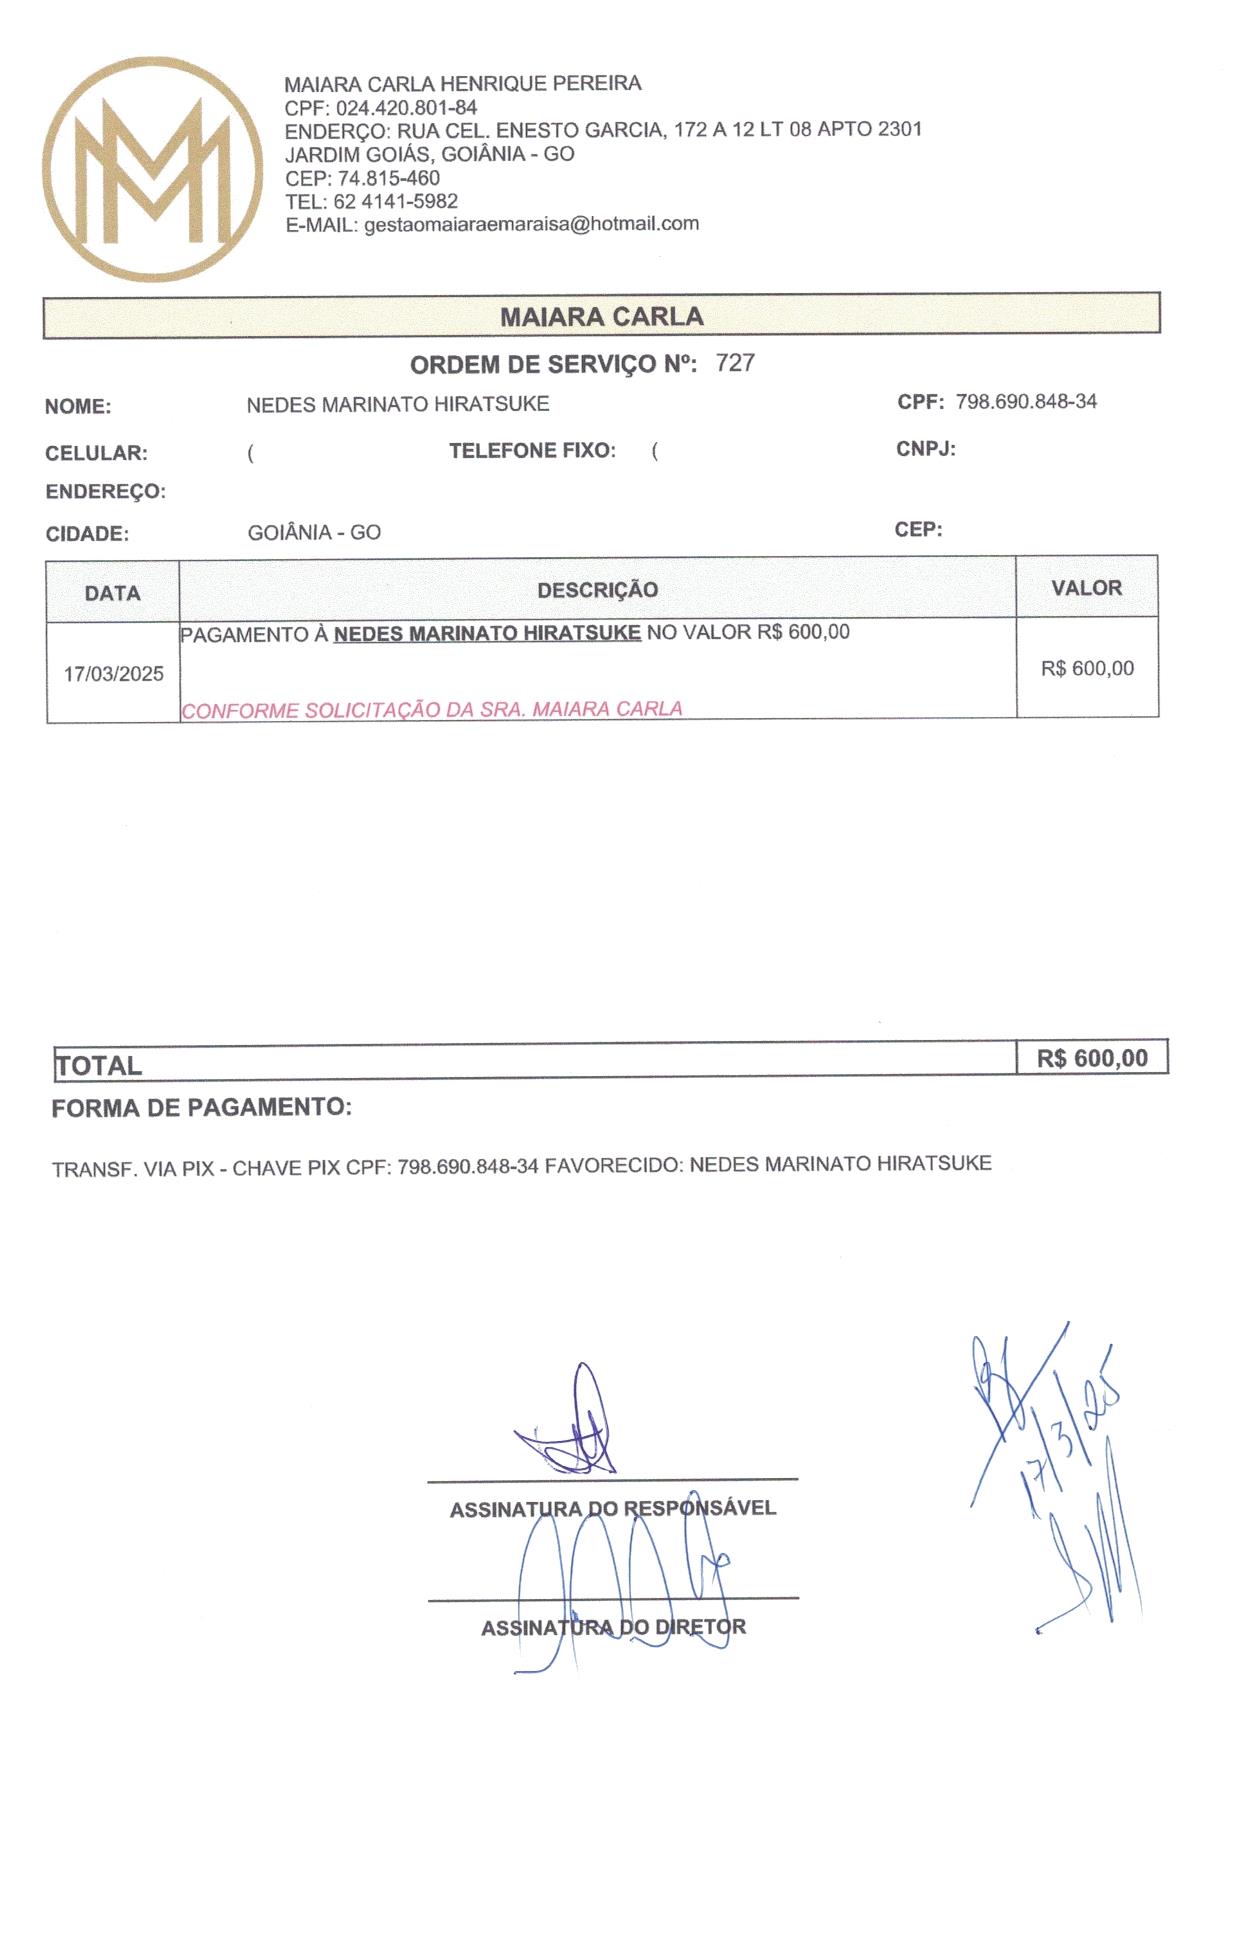 MM
MAIARA CARLA HENRIQUE PEREIRA
CPF: 024.420.801-84
ENDERÇO: RUA CEL. ENESTO GARCIA, 172 A 12 LT 08 APTO 2301
JARDIM GOIÁS, GOIÂNIA - GO
CEP: 74.815-460
TEL: 62 4141-5982
E-MAIL: gestaomaiaraemaraisa@hotmail.com
MAIARA CARLA
ORDEM DE SERVIÇO Nº: 727
NOME: NEDES MARINATO HIRATSUKE CPF: 798.690.848-34
CELULAR: ( TELEFONE FIXO: ( CNPJ:
ENDEREÇO:
CIDADE: GOIÂNIA - GO CEP:
DATA DESCRIÇÃO VALOR
PAGAMENTO À NEDES MARINATO HIRATSUKE NO VALOR R$ 600,00
17/03/2025 R$ 600,00
CONFORME SOLICITAÇÃO DA SRA. MAIARA CARLA
TOTAL R$ 600,00
FORMA DE PAGAMENTO:
TRANSF. VIA PIX - CHAVE PIX CPF: 798.690.848-34 FAVORECIDO: NEDES MARINATO HIRATSUKE
17/3/25
ASSINATURA DO RESPONSÁVEL
ASSINATURA DO DIRETOR